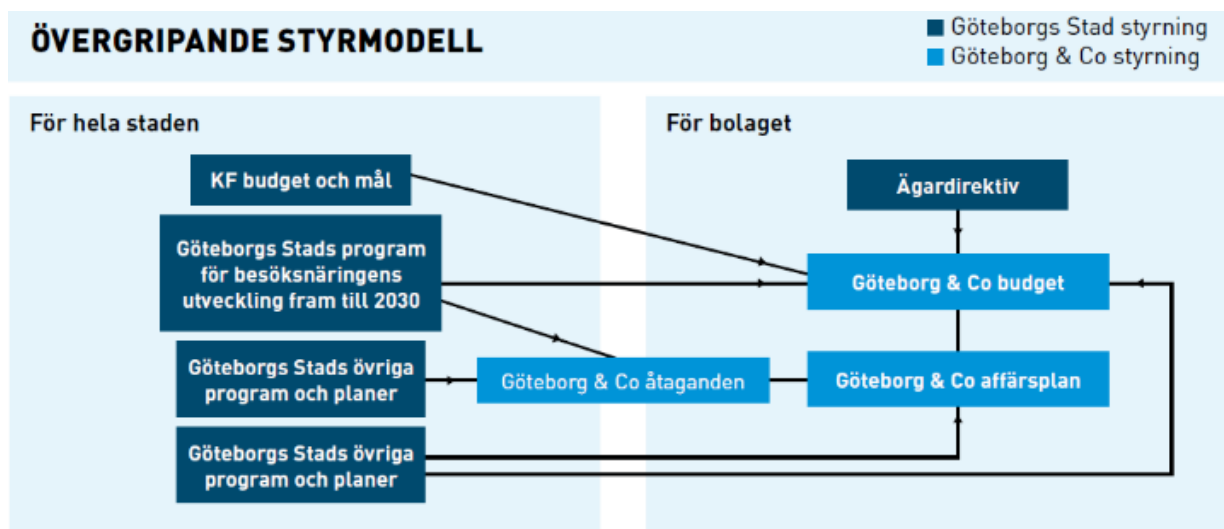 ÖVERGRIPANDE STYRMODELL
Göteborgs Stad styrning
Göteborg & Co styrning
För hela staden
För bolaget
KF budget och mål
Ägardirektiv
Göteborgs Stads program
för besöksnäringens
utveckling fram till 2030
Göteborg & Co budget
Göteborgs Stads övriga
program och planer
Göteborg & Co åtaganden
Göteborg & Co affärsplan
Göteborgs Stads övriga
program och planer